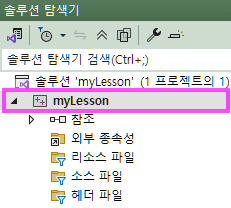 솔루션 탐색기
솔루션 탐색기 검색(Ctrl+;)
솔루션 'myLesson' (1 프로젝트의 1)
myLesson
참조
외부 종속성
리소스 파일
소스 파일
헤더 파일